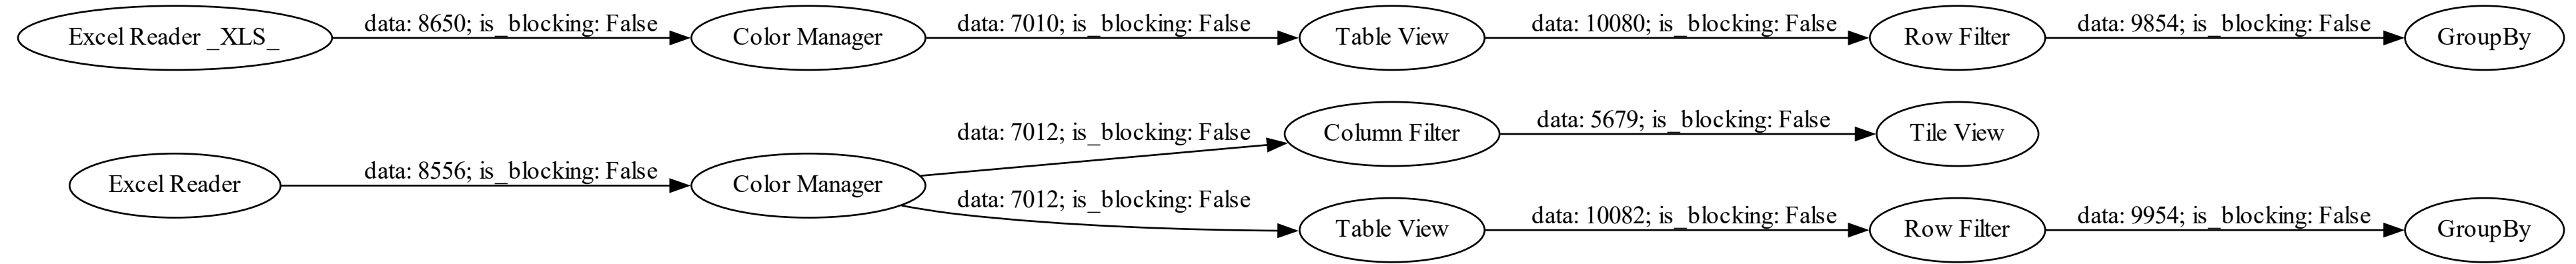 Excel Reader _XLS_ data: 8650; is_blocking: False Color Manager data: 7010; is_blocking: False Table View data: 10080; is_blocking: False Row Filter data: 9854; is_blocking: False GroupBy
data: 7012; is_blocking: False Column Filter data: 5679; is_blocking: False Tile View
Excel Reader data: 8556; is_blocking: False Color Manager
data: 7012; is_blocking: False Table View data: 10082; is_blocking: False Row Filter data: 9954; is_blocking: False GroupBy